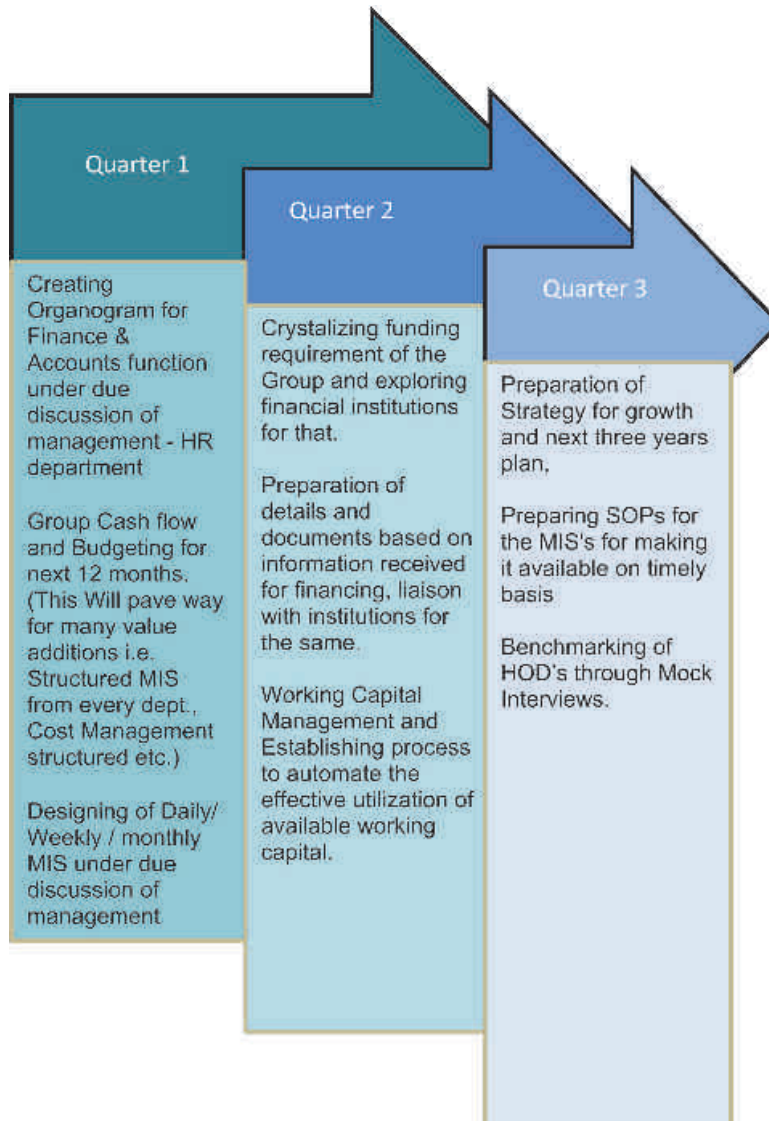 Quarter 1
Creating
Organogram for
Finance &
Accounts function
under due
discussion of
management - HR
department
Group Cash flow
and Budgeting for
next 12 months.
(This Will pave way
for many value
additions i.e.
Structured MIS
from every dept.,
Cost Management
structured etc.)
Designing of Daily/
Weekly / monthly
MIS under due
discussion of
management
Quarter 2
Crystalizing funding
requirement of the
Group and exploring
financial institutions
for that.
Preparation of
details and
documents based on
information received
for financing, liaison
with institutions for
the same.
Working Capital
Management and
Establishing process
to automate the
effective utilization of
available working
capital.
Quarter 3
Preparation of
Strategy for growth
and next three years
plan,
Preparing SOPs for
the MIS's for making
it available on timely
basis
Benchmarking of
HOD's through Mock
Interviews.